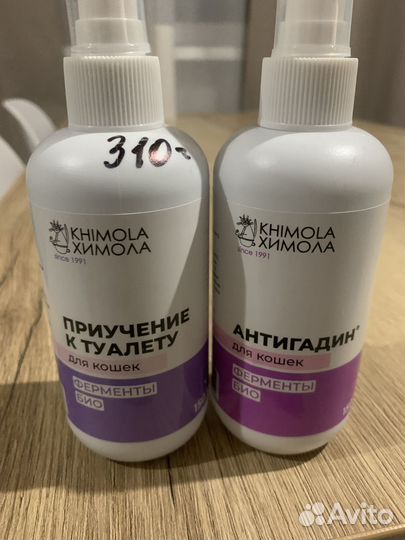 310-
KHIMOLA
ХИМОЛА
since 1991
ПРИУЧЕНИЕ
К ТУАЛЕТУ
для кошек
ФЕРМЕНТЫ
БИО
KHIMOLA
ХИМОЛА
since 1991
АНТИГАДИН®
для кошек
ФЕРМЕНТЫ
БИО
Avito